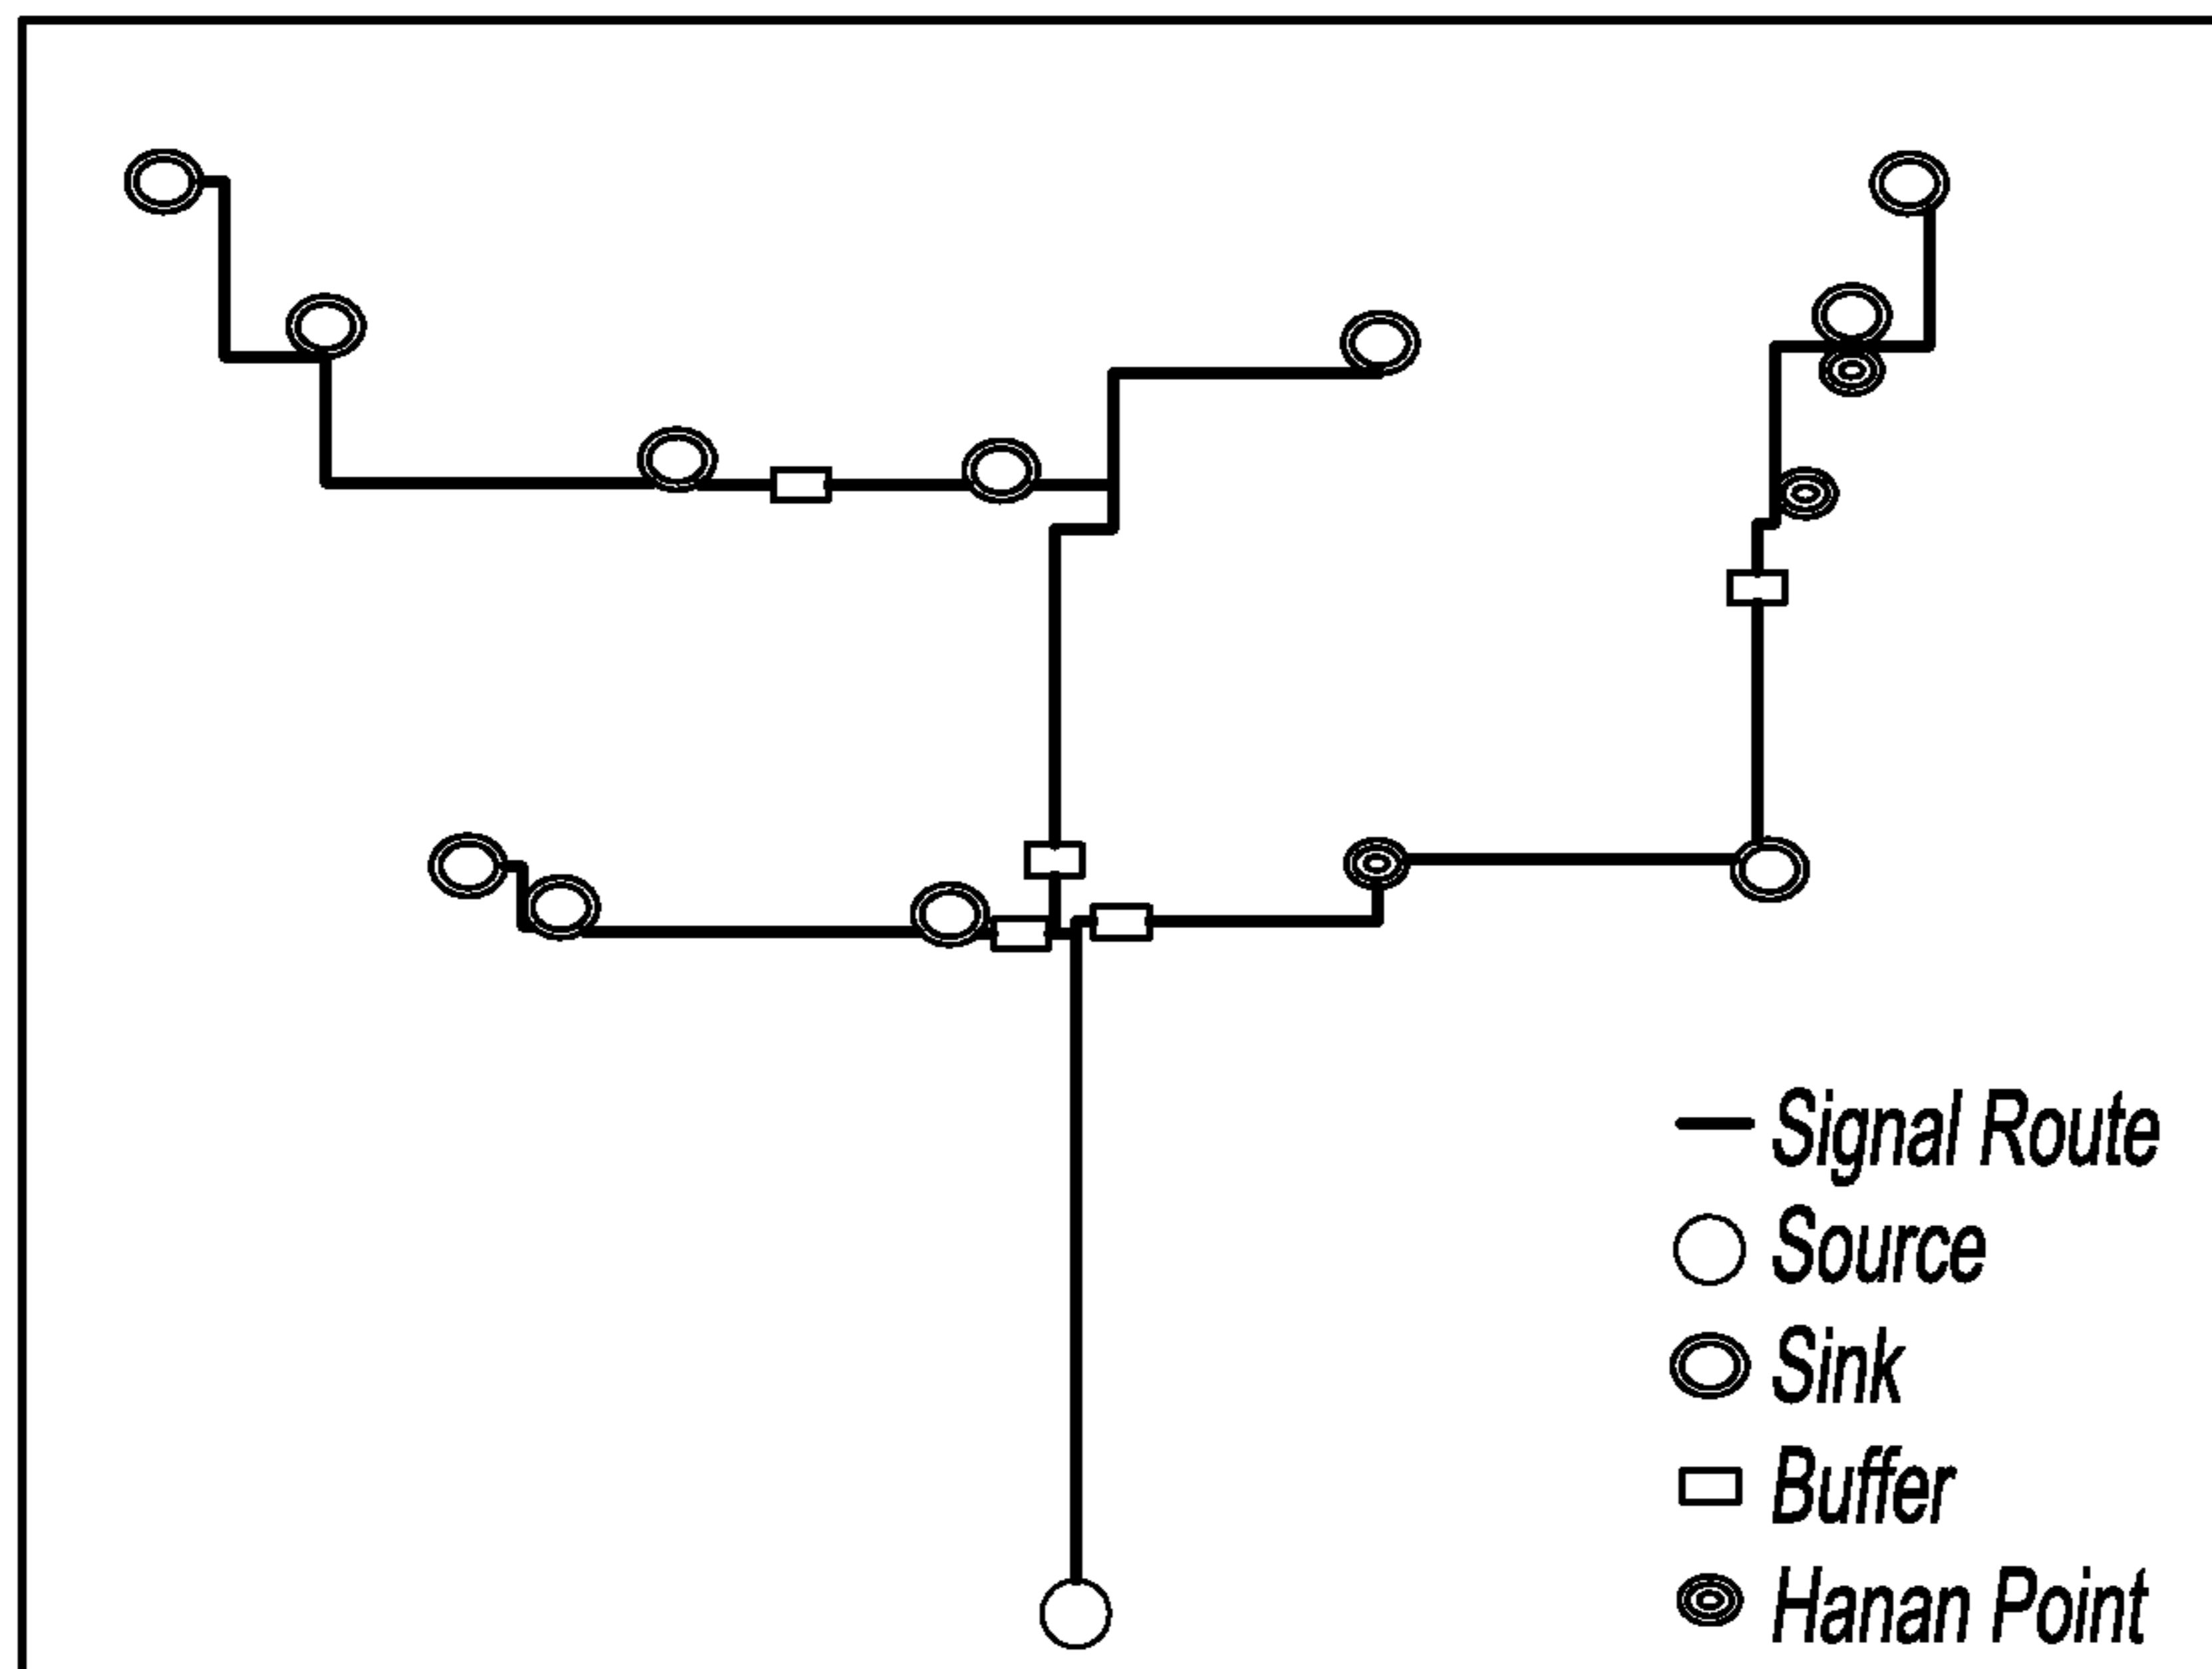 Signal Route
Source
Sink
Buffer
Hanan Point